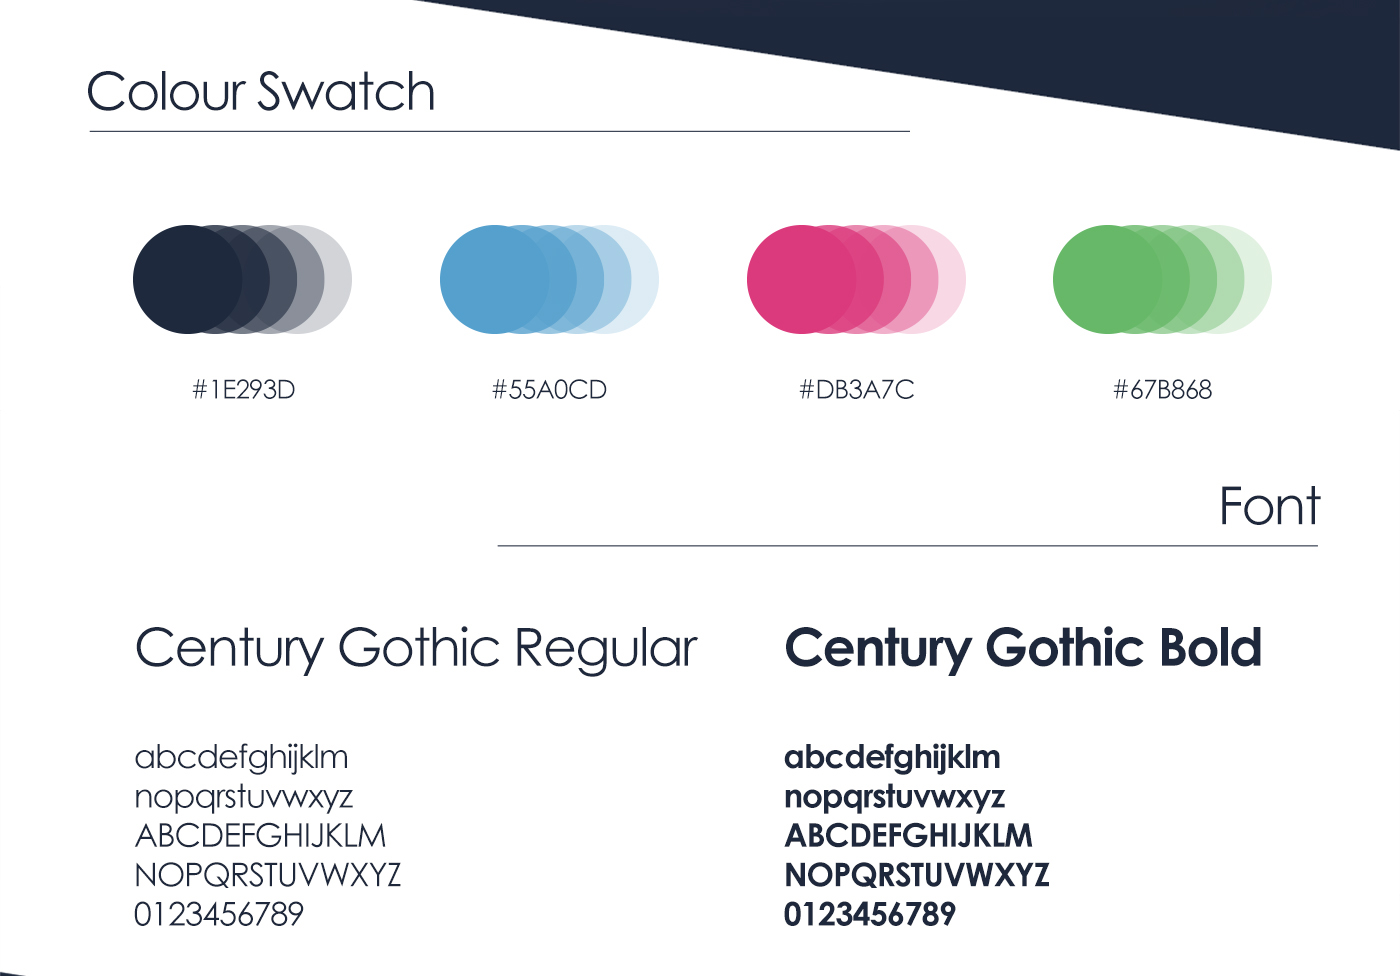 Colour Swatch
#1E293D
#55A0CD
#DB3A7C
#67B868
Font
Century Gothic Regular
abcdefghijklm
nopqrstuvwxyz
ABCDEFGHIJKLM
NOPQRSTUVWXYZ
0123456789
Century Gothic Bold
abcdefghijklm
nopqrstuvwxyz
ABCDEFGHIJKLM
NOPQRSTUVWXYZ
0123456789